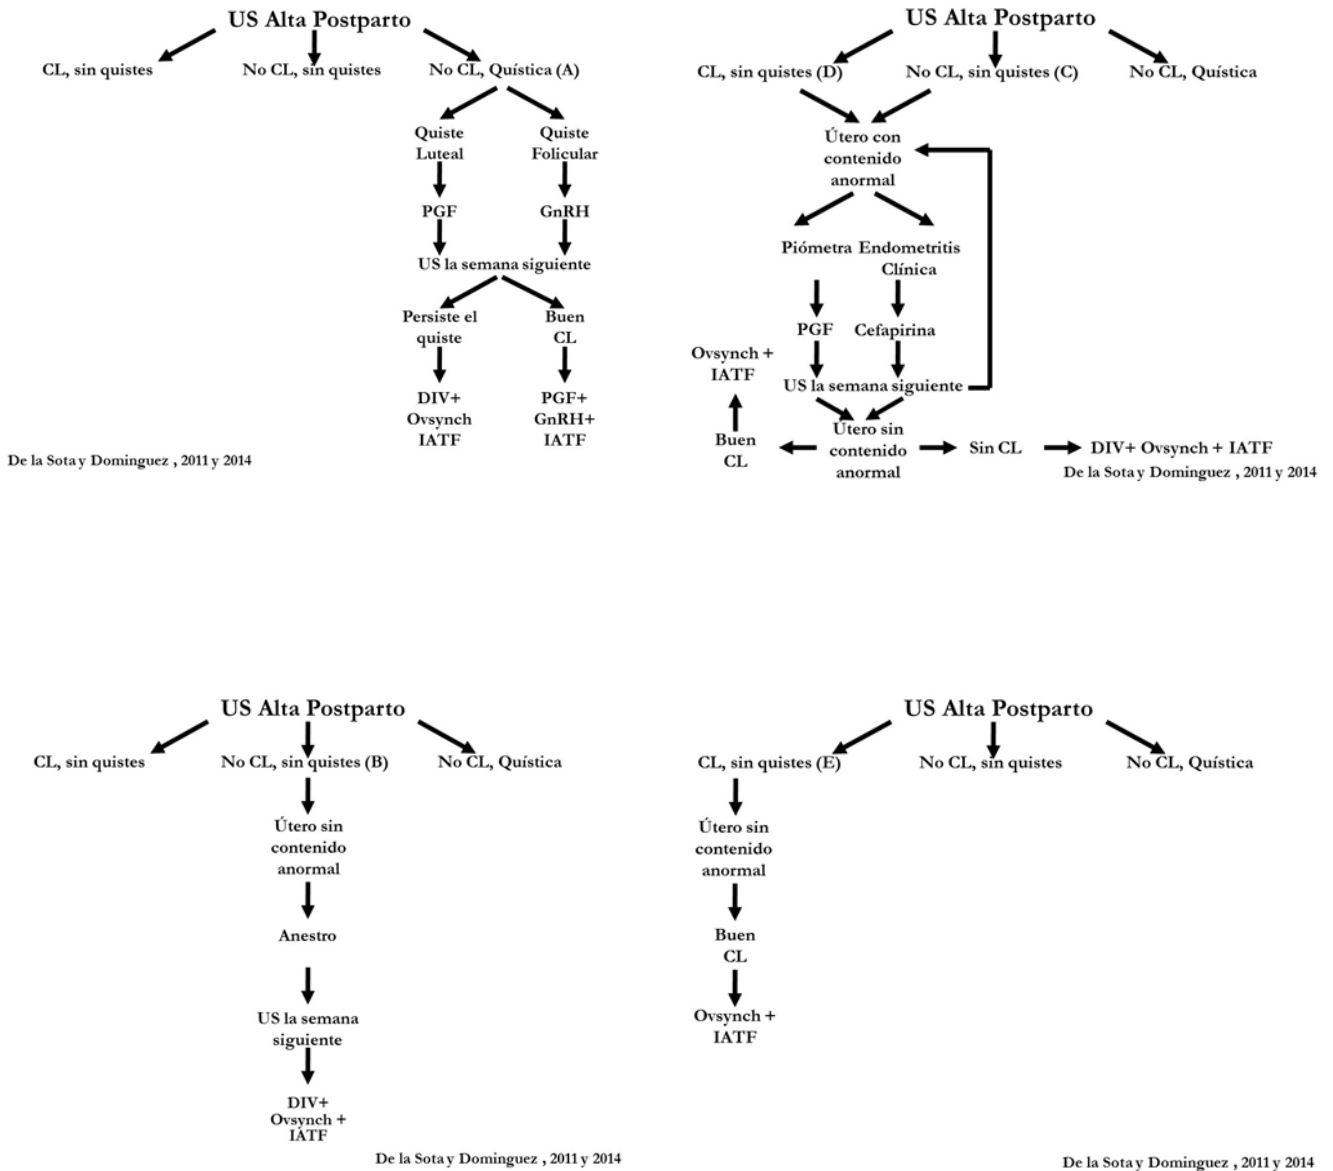 US Alta Postparto
CL, sin quistes
No CL, sin quistes
No CL, Quística (A)
Quiste
Luteal
Quiste
Folicular
PGF
GnRH
US la semana siguiente
Persiste el
quiste
Buen
CL
DIV+
Ovsynch
IATF
PGF+
GnRH+
IATF
De la Sota y Dominguez , 2011 y 2014
US Alta Postparto
CL, sin quistes (D)
No CL, sin quistes (C)
No CL, Quística
Útero con
contenido
anormal
Piómetra
Endometritis
Clínica
PGF
Cefapirina
US la semana siguiente
Ovsynch +
IATF
Buen
CL
Útero sin
contenido
anormal
Sin CL
DIV+ Ovsynch + IATF
De la Sota y Dominguez , 2011 y 2014
US Alta Postparto
CL, sin quistes
No CL, sin quistes (B)
No CL, Quística
Útero sin
contenido
anormal
Anestro
US la semana
siguiente
DIV+
Ovsynch +
IATF
De la Sota y Dominguez , 2011 y 2014
US Alta Postparto
CL, sin quistes (E)
No CL, sin quistes
No CL, Quística
Útero sin
contenido
anormal
Buen
CL
Ovsynch +
IATF
De la Sota y Dominguez , 2011 y 2014